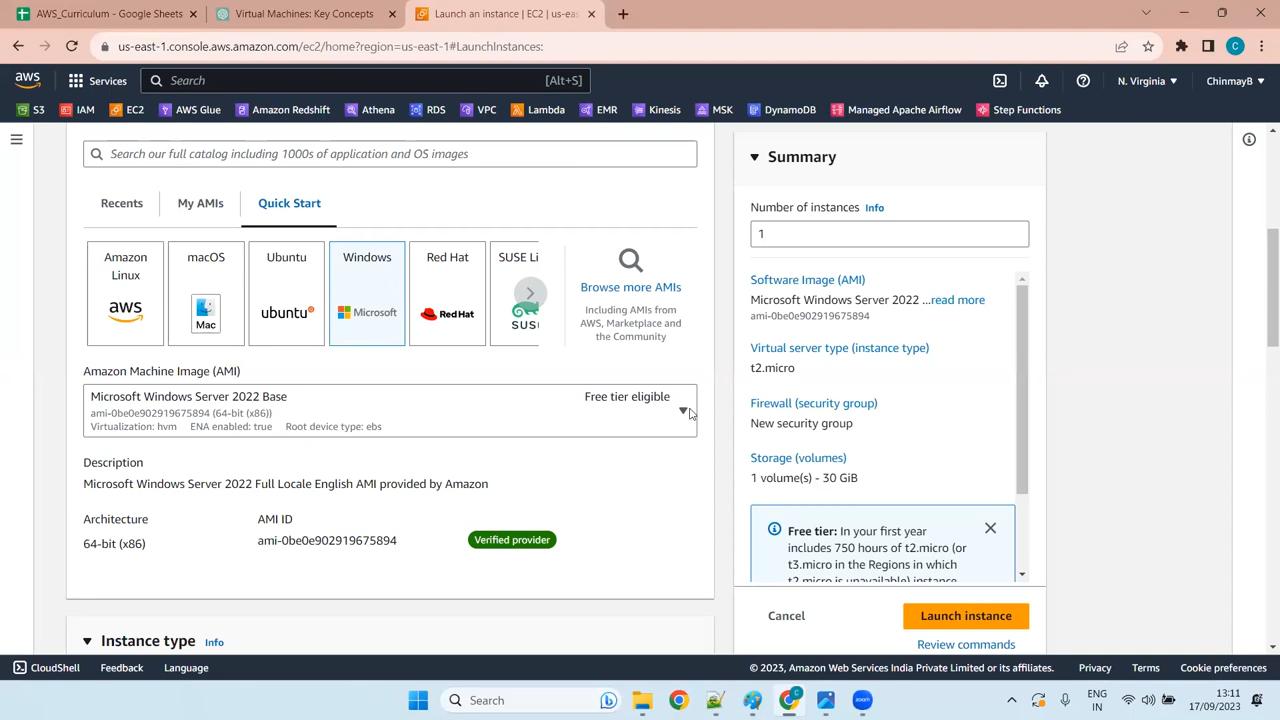 AWS_Curriculum - Google Sheets
Virtual Machines: Key Concepts
Launch an instance | EC2 | us-eas
us-east-1.console.aws.amazon.com/ec2/home?region=us-east-1#LaunchInstances:
aws
Services
Search
[Alt+S]
N. Virginia
ChinmayB
S3
IAM
EC2
AWS Glue
Amazon Redshift
Athena
RDS
VPC
Lambda
EMR
Kinesis
MSK
DynamoDB
Managed Apache Airflow
Step Functions
Search our full catalog including 1000s of application and OS images
Recents
My AMIs
Quick Start
Amazon
Linux
aws
macOS
Mac
Ubuntu
ubuntu
Windows
Microsoft
Red Hat
Red Hat
SUSE Li
SUS
Browse more AMIs
Including AMIs from
AWS, Marketplace and
the Community
Amazon Machine Image (AMI)
Microsoft Windows Server 2022 Base
Free tier eligible
ami-0be0e902919675894 (64-bit (x86))
Virtualization: hvm ENA enabled: true Root device type: ebs
Description
Microsoft Windows Server 2022 Full Locale English AMI provided by Amazon
Architecture
AMI ID
64-bit (x86)
ami-0be0e902919675894
Verified provider
Instance type Info
Summary
Number of instances Info
1
Software Image (AMI)
Microsoft Windows Server 2022 ...read more
ami-0be0e902919675894
Virtual server type (instance type)
t2.micro
Firewall (security group)
New security group
Storage (volumes)
1 volume(s) - 30 GiB
Free tier: In your first year
includes 750 hours of t2.micro (or
t3.micro in the Regions in which
t2.micro is unavailable) instance
Cancel
Launch instance
Review commands
CloudShell
Feedback
Language
© 2023, Amazon Web Services India Private Limited or its affiliates.
Privacy
Terms
Cookie preferences
Search
ENG
IN
13:11
17/09/2023